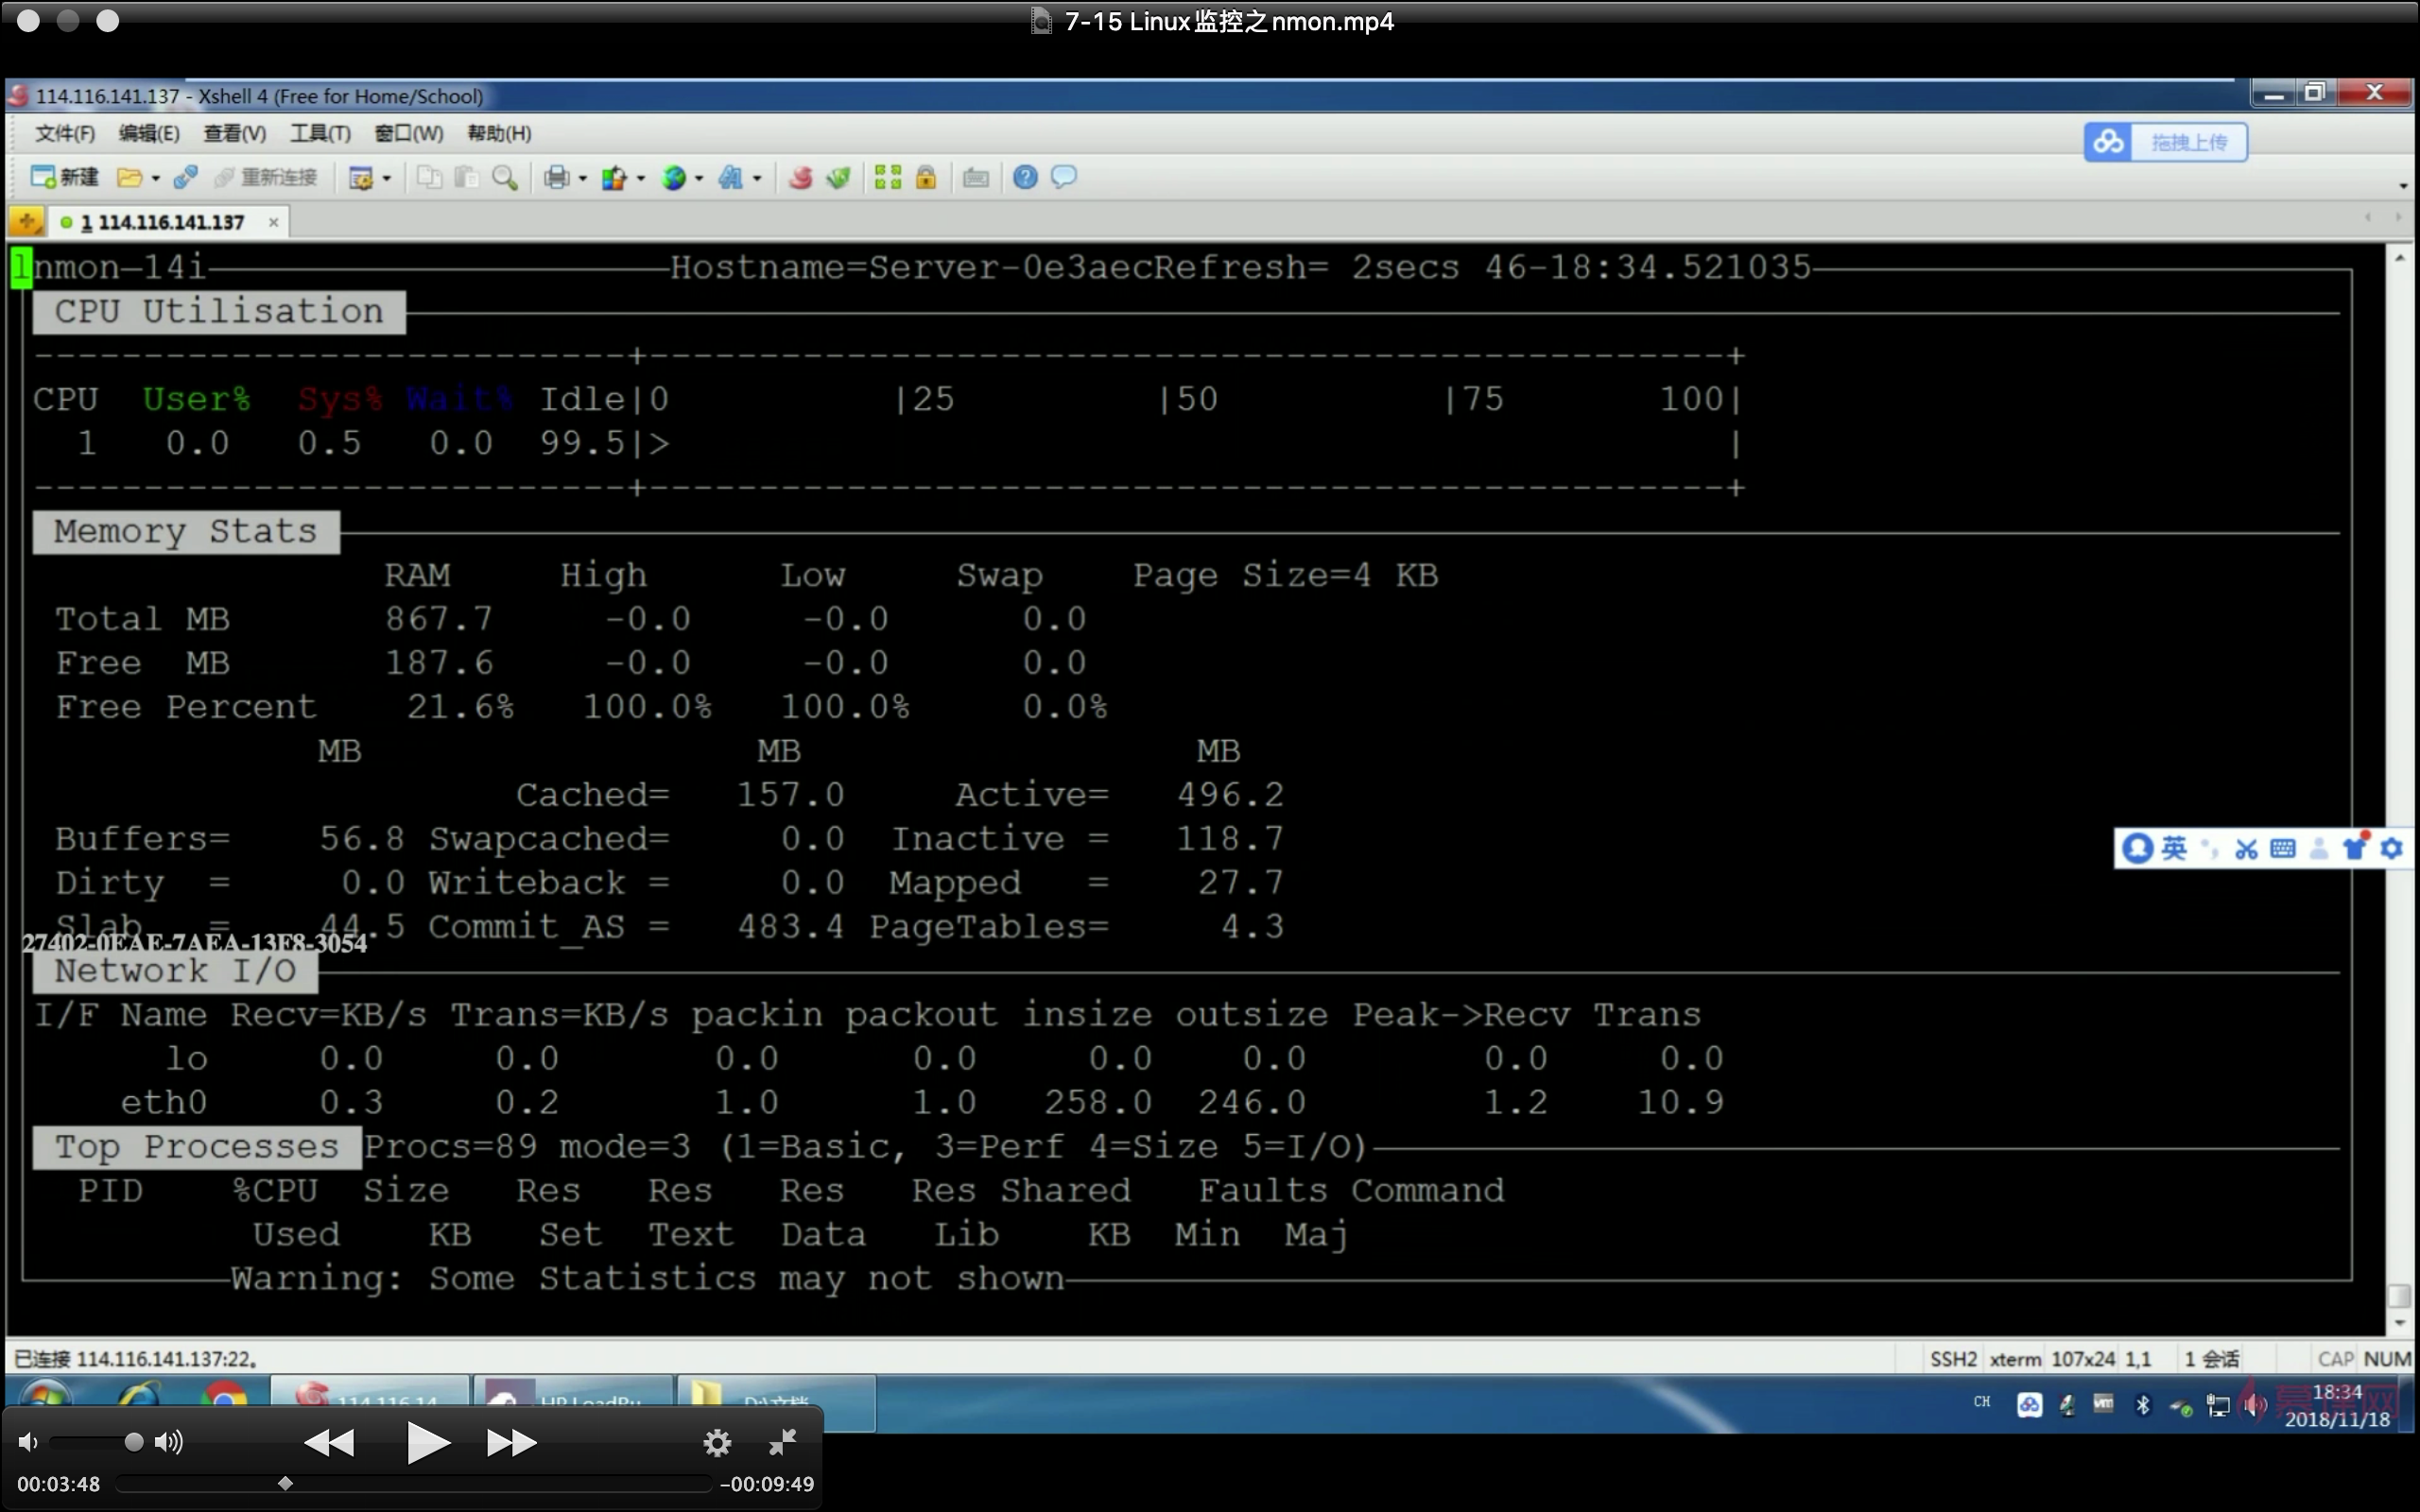 7-15 Linux监控之nmon.mp4
114.116.141.137 - Xshell 4 (Free for Home/School)
文件(F) 编辑(E) 查看(V) 工具(T) 窗口(W) 帮助(H)
拖拽上传
新建 重新连接
1 114.116.141.137 ×
lnmon-14i Hostname=Server-0e3aecRefresh= 2secs 46-18:34.521035
CPU Utilisation
---------------------------+-------------------------------------------------+
CPU User% Sys% Wait% Idle|0 |25 |50 |75 100|
1 0.0 0.5 0.0 99.5|> |
---------------------------+-------------------------------------------------+
Memory Stats
RAM High Low Swap Page Size=4 KB
Total MB 867.7 -0.0 -0.0 0.0
Free MB 187.6 -0.0 -0.0 0.0
Free Percent 21.6% 100.0% 100.0% 0.0%
MB MB MB
Cached= 157.0 Active= 496.2
Buffers= 56.8 Swapcached= 0.0 Inactive = 118.7
英
Dirty = 0.0 Writeback = 0.0 Mapped = 27.7
Slab = 44.5 Commit_AS = 483.4 PageTables= 4.3
27402-0EAE-7AEA-13F8-3054
Network I/O
I/F Name Recv=KB/s Trans=KB/s packin packout insize outsize Peak->Recv Trans
lo 0.0 0.0 0.0 0.0 0.0 0.0 0.0 0.0
eth0 0.3 0.2 1.0 1.0 258.0 246.0 1.2 10.9
Top Processes Procs=89 mode=3 (1=Basic, 3=Perf 4=Size 5=I/O)
PID %CPU Size Res Res Res Res Shared Faults Command
Used KB Set Text Data Lib KB Min Maj
Warning: Some Statistics may not shown
已连接 114.116.141.137:22。 SSH2 xterm 107x24 1,1 1 会话 CAP NUM
114.116.14... HP LoadRu... D:\文档
CH 18:34
2018/11/18
慕课网
00:03:48 -00:09:49